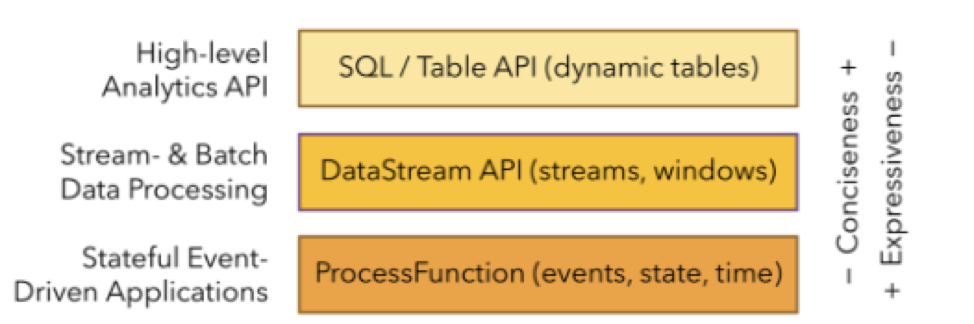 High-level
Analytics API
SQL / Table API (dynamic tables)
Stream- & Batch
Data Processing
DataStream API (streams, windows)
Stateful Event-
Driven Applications
ProcessFunction (events, state, time)
– Conciseness +
+ Expressiveness –